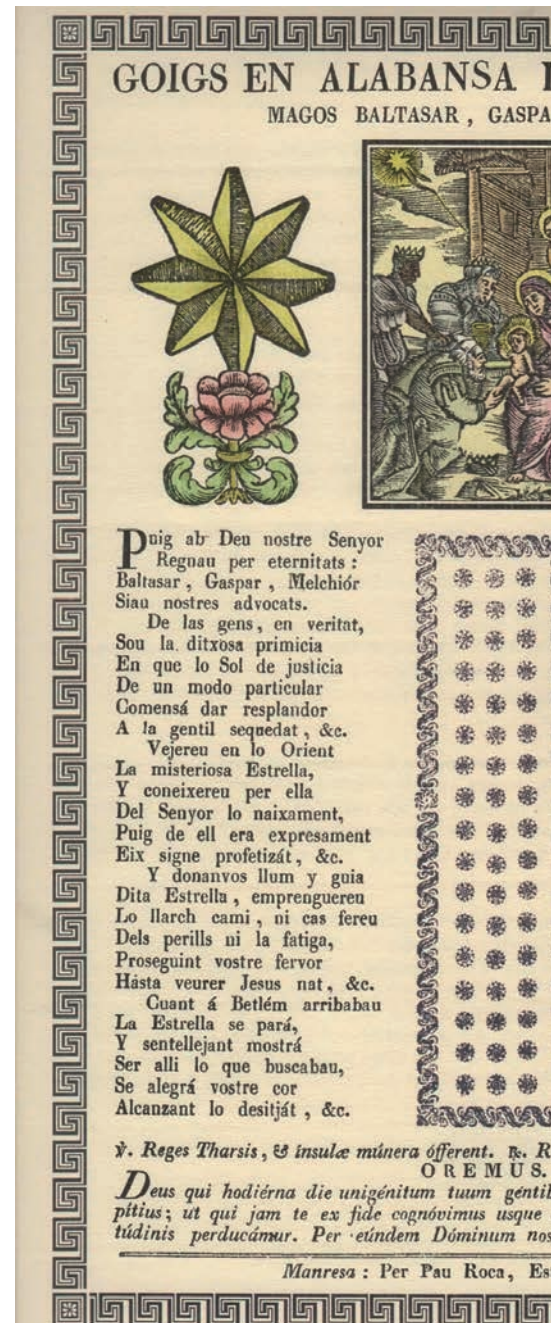 GOIGS EN ALABANSA
MAGOS BALTASAR, GASPA
Puig ab Deu nostre Senyor
Regnau per eternitats:
Baltasar, Gaspar, Melchiór
Siau nostres advocats.
De las gens, en veritat,
Sou la ditxosa primicia
En que lo Sol de justicia
De un modo particular
Comensá dar resplandor
A la gentil sequedat, &c.
Vejereu en lo Orient
La misteriosa Estrella,
Y coneixereu per ella
Del Senyor lo naixament,
Puig de ell era expresament
Eix signe profetizát, &c.
Y donanvos llum y guia
Dita Estrella, emprenguereu
Lo llarch cami, ni cas fereu
Dels perills ni la fatiga,
Proseguint vostre fervor
Hásta veurer Jesus nat, &c.
Cuant á Betlém arribabau
La Estrella se pará,
Y sentellejant mostrá
Ser alli lo que buscabau,
Se alegrá vostre cor
Alcanzant lo desitját, &c.
℣. Reges Tharsis, & insulæ múnera ófferent. ℟. R
OREMUS.
Deus qui hodiérna die unigénitum tuum gentil
pítius; ut qui jam te ex fide cognóvimus usque
túdinis perducámur. Per eúndem Dóminum nos
Manresa: Per Pau Roca, Es